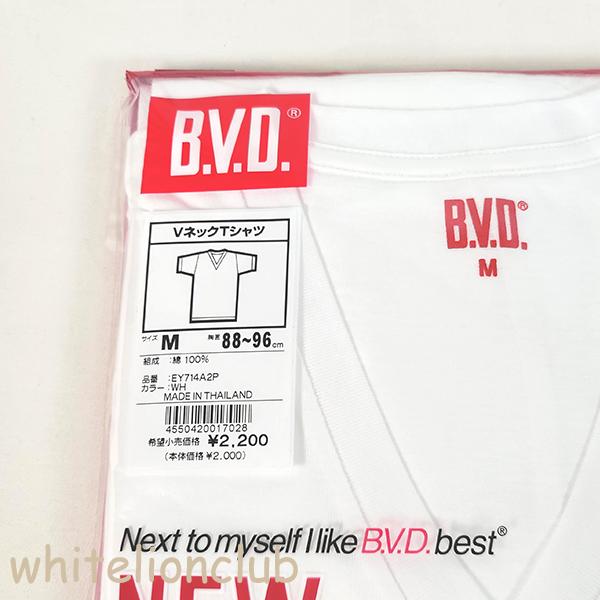 B.V.D.®
VネックTシャツ
サイズ M 胸囲 88~96cm
組成 :綿 100%
品番 :EY714A2P
カラー :WH
MADE IN THAILAND
4550420017028
希望小売価格 ¥2,200
(本体価格 ¥2,000)
B.V.D.®
M
Next to myself I like B.V.D. best®
NEW
whitelionclub